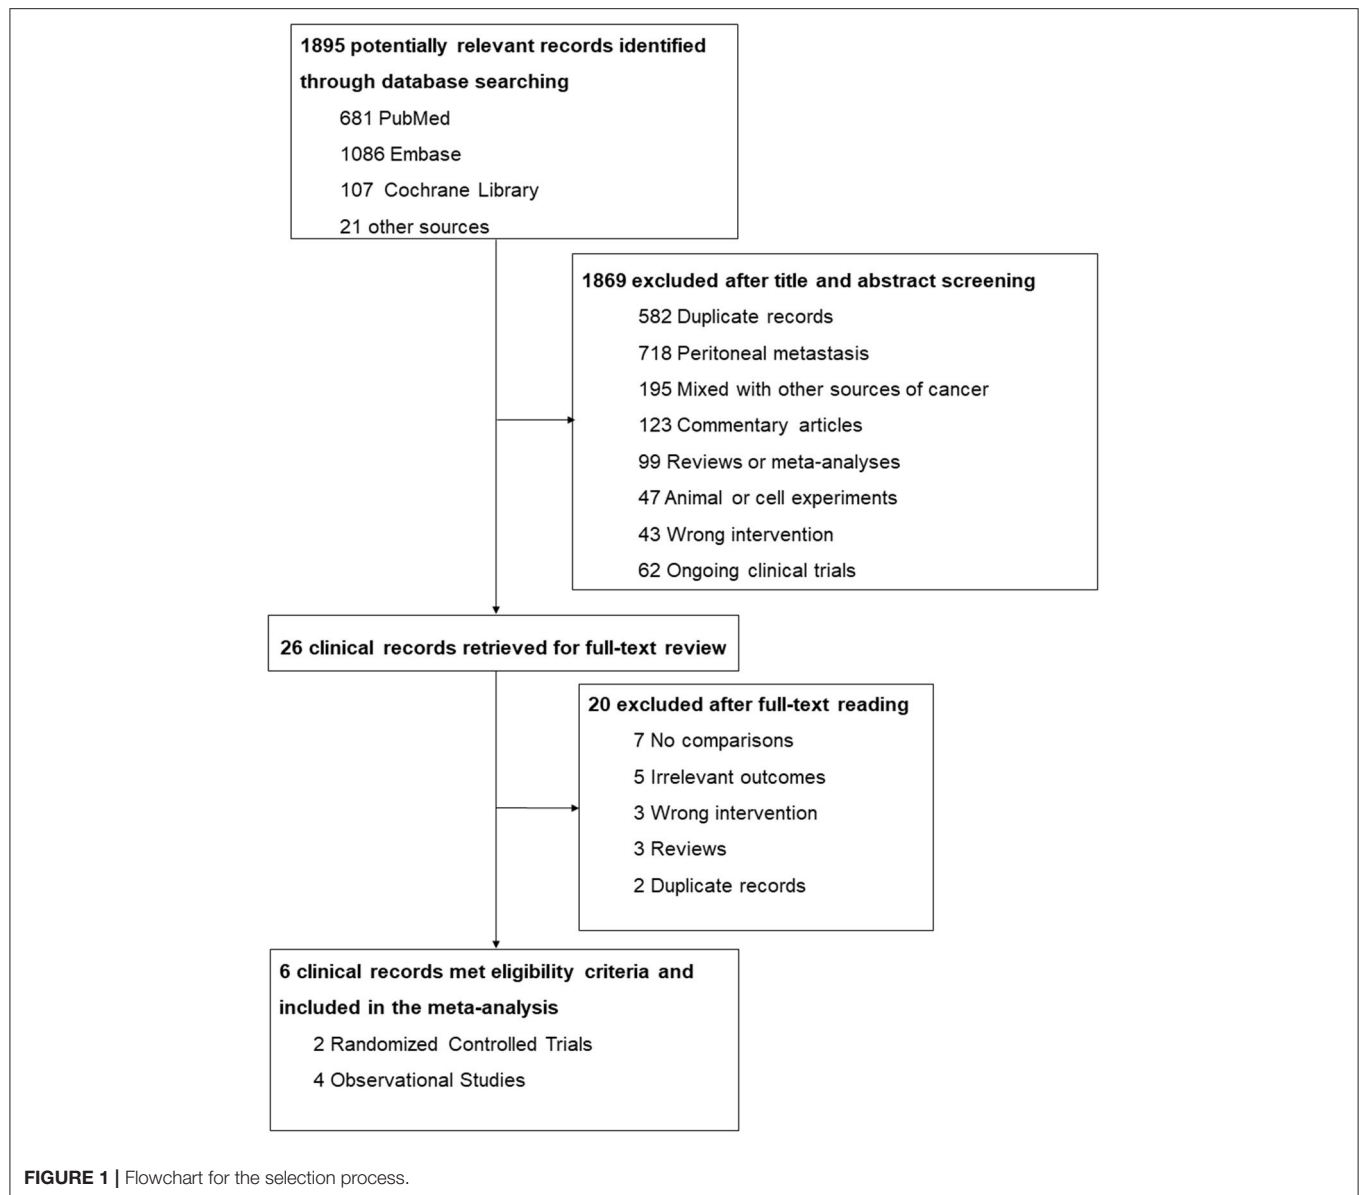 1895 potentially relevant records identified
through database searching
681 PubMed
1086 Embase
107 Cochrane Library
21 other sources
1869 excluded after title and abstract screening
582 Duplicate records
718 Peritoneal metastasis
195 Mixed with other sources of cancer
123 Commentary articles
99 Reviews or meta-analyses
47 Animal or cell experiments
43 Wrong intervention
62 Ongoing clinical trials
26 clinical records retrieved for full-text review
20 excluded after full-text reading
7 No comparisons
5 Irrelevant outcomes
3 Wrong intervention
3 Reviews
2 Duplicate records
6 clinical records met eligibility criteria and
included in the meta-analysis
2 Randomized Controlled Trials
4 Observational Studies
FIGURE 1 | Flowchart for the selection process.